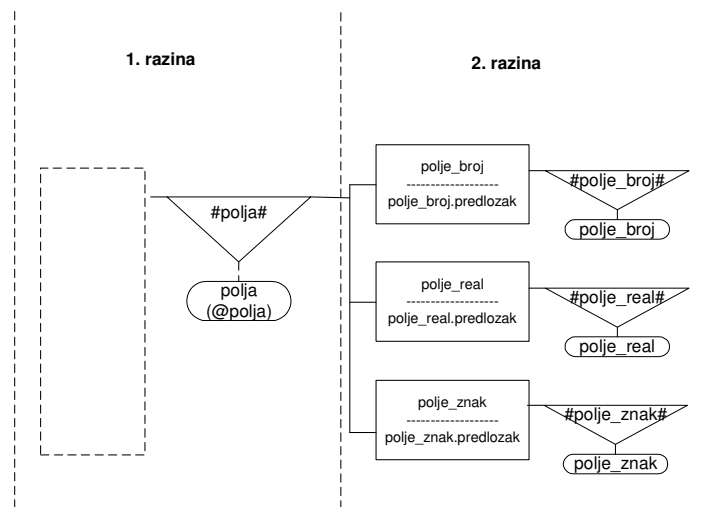 1. razina
2. razina
#polja#
polja
(@polja)
polje_broj
--------------------
polje_broj.predlozak
#polje_broj#
polje_broj
polje_real
--------------------
polje_real.predlozak
#polje_real#
polje_real
polje_znak
--------------------
polje_znak.predlozak
#polje_znak#
polje_znak